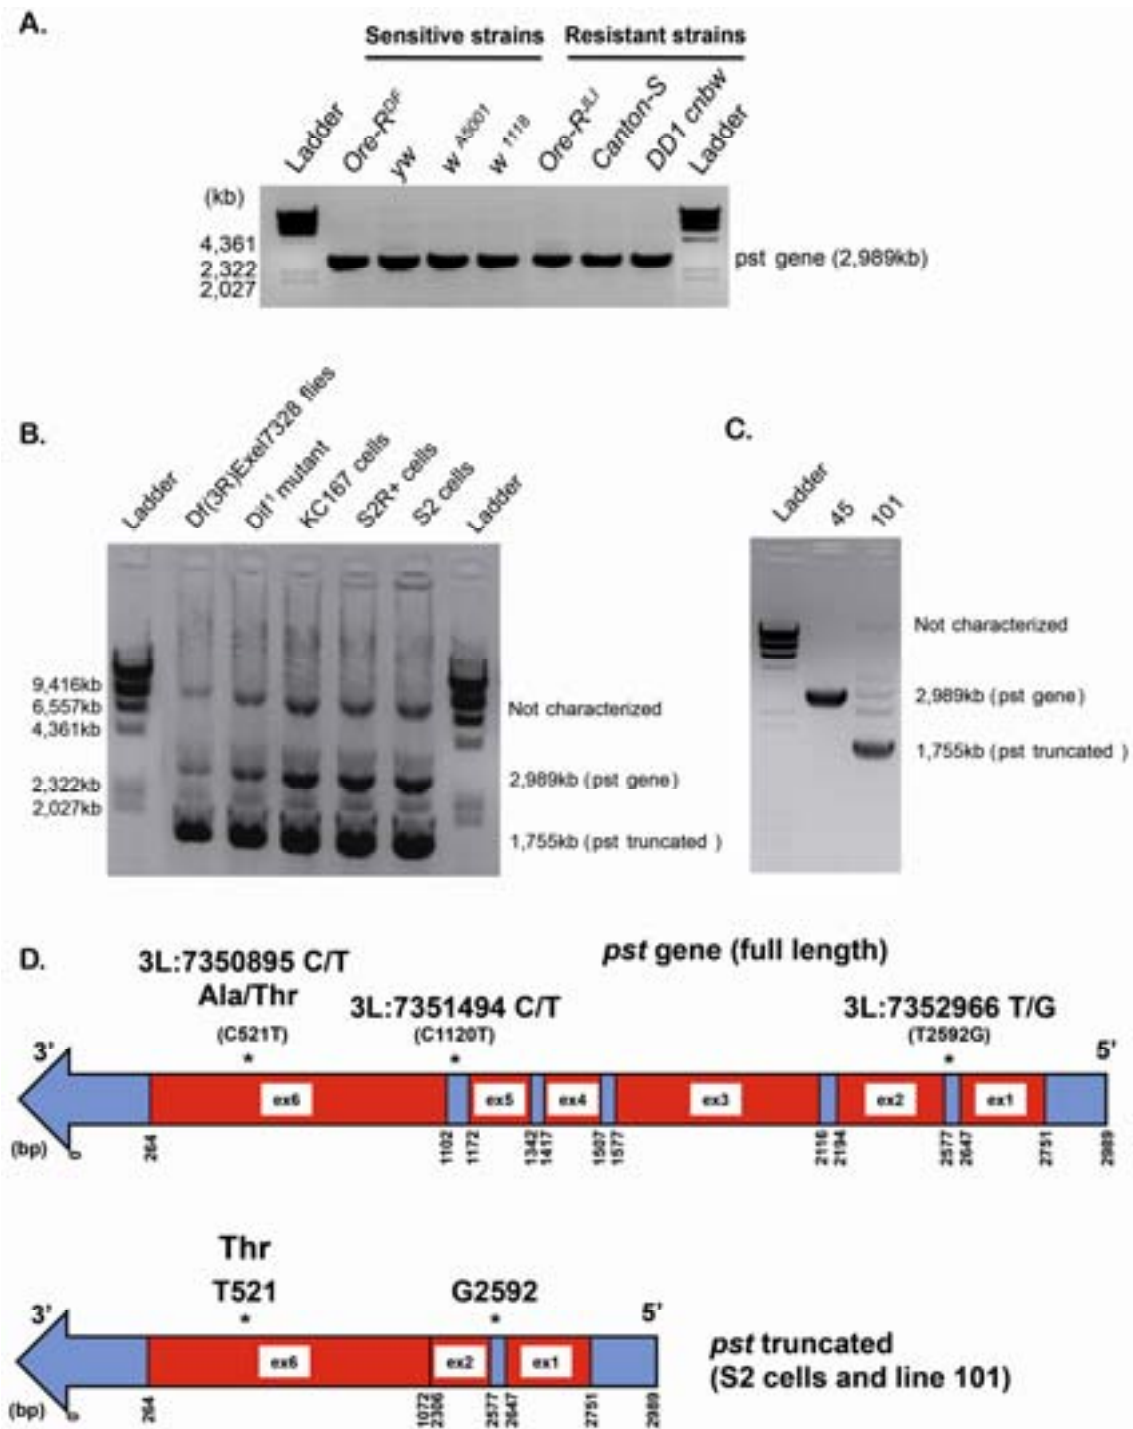 A.
Sensitive strains Resistant strains
Ladder
Ore-R^DF
yw
w^A5001
w^1118
Ore-R^JLI
Canton-S
DD1 cnbw
Ladder
(kb)
4,361
2,322
2,027
pst gene (2,989kb)
B.
Ladder
Df(3R)Exel7328 flies
Dif^1 mutant
KC167 cells
S2R+ cells
S2 cells
Ladder
9,416kb
6,557kb
4,361kb
2,322kb
2,027kb
Not characterized
2,989kb (pst gene)
1,755kb (pst truncated )
C.
Ladder
45
101
Not characterized
2,989kb (pst gene)
1,755kb (pst truncated )
D.
3L:7350895 C/T
Ala/Thr
(C521T)
*
3L:7351494 C/T
(C1120T)
*
pst gene (full length)
3L:7352966 T/G
(T2592G)
*
3' 5'
ex6 ex5 ex4 ex3 ex2 ex1
(bp) 0 264 1102 1172 1342 1417 1507 1577 2116 2194 2577 2647 2751 2989
Thr
T521 G2592
* *
3' 5'
ex6 ex2 ex1
(bp) 0 264 1072 2306 2577 2647 2751 2989
pst truncated
(S2 cells and line 101)